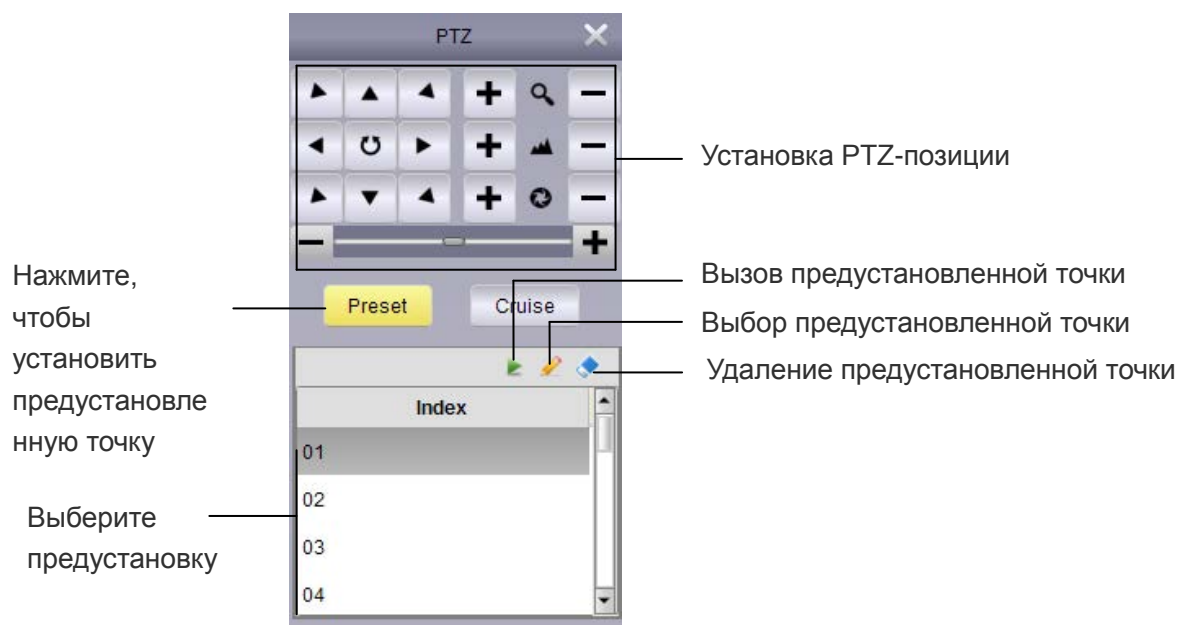 PTZ
Установка PTZ-позиции
Нажмите,
чтобы
установить
предустановле
нную точку
Preset
Cruise
Вызов предустановленной точки
Выбор предустановленной точки
Удаление предустановленной точки
Index
01
02
03
04
Выберите
предустановку